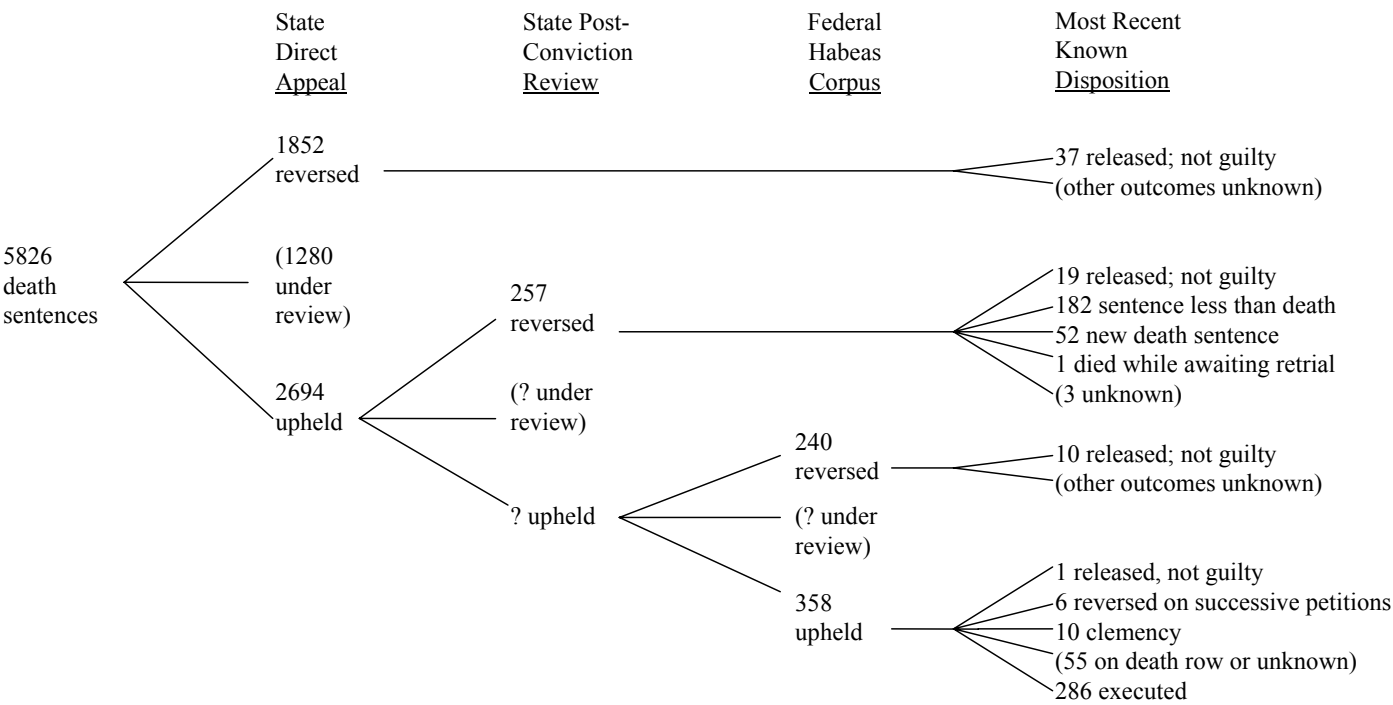 State
Direct
Appeal
State Post-
Conviction
Review
Federal
Habeas
Corpus
Most Recent
Known
Disposition
5826
death
sentences
1852
reversed
(1280
under
review)
2694
upheld
257
reversed
(? under
review)
? upheld
240
reversed
(? under
review)
358
upheld
37 released; not guilty
(other outcomes unknown)
19 released; not guilty
182 sentence less than death
52 new death sentence
1 died while awaiting retrial
(3 unknown)
10 released; not guilty
(other outcomes unknown)
1 released, not guilty
6 reversed on successive petitions
10 clemency
(55 on death row or unknown)
286 executed